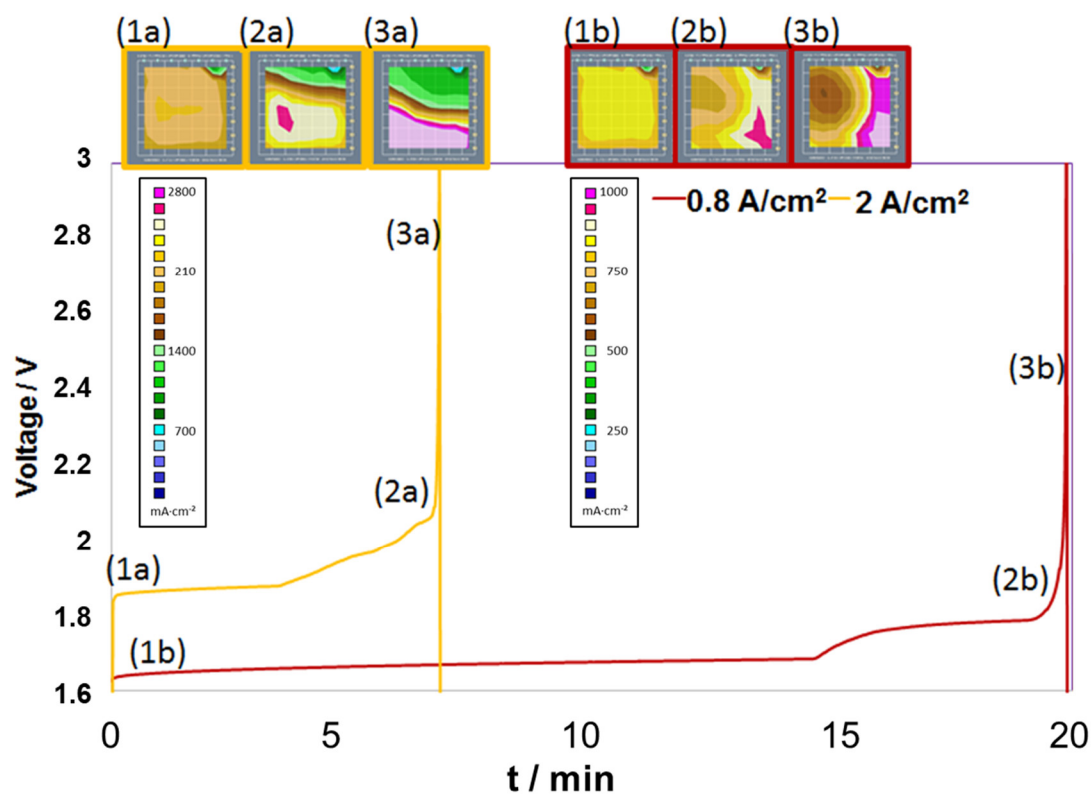 (1a) (2a) (3a) (1b) (2b) (3b)
3
2.8
2.6
2.4
2.2
2
1.8
1.6
Voltage / V
2800
210
1400
700
mA·cm⁻²
1000
750
500
250
mA·cm⁻²
0.8 A/cm² 2 A/cm²
(3a)
(2a)
(1a)
(3b)
(2b)
(1b)
0 5 10 15 20
t / min